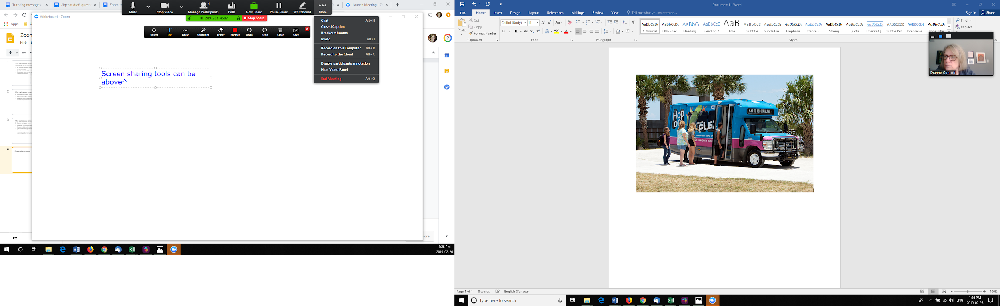 Tutoring messages
#lqchat draft questi
Zoom tr
Launch Meeting - Z
Mute
Stop Video
Manage Participants
1
Polls
New Share
Pause Share
Whiteboard
More
ID: 289-261-4587
Stop Share
Whiteboard - Zoom
Apps
Select
Text
Draw
Spotlight
Eraser
Format
Undo
Redo
Clear
Save
Chat Alt+H
Closed Caption
Breakout Rooms
Invite Alt+I
Record on this Computer Alt+R
Record to the Cloud Alt+C
Disable participants annotation
Hide Video Panel
End Meeting Alt+Q
Zoom
File
1
2
3
4
Screen sharing tools can be
above^
1:26 PM
2019-02-26
Document1 - Word
File
Home
Insert
Design
Layout
References
Mailings
Review
View
Tell me what you want to do...
Sign in
Share
Paste
Cut
Copy
Format Painter
Clipboard
Calibri (Body)
11
Font
Paragraph
AaBbCcDc
¶ Normal
AaBbCcDc
¶ No Spac...
AaBbCc
Heading 1
AaBbCcE
Heading 2
AaB
Title
AaBbCcD
Subtitle
AaBbCcDc
Subtle Em...
AaBbCcDc
Emphasis
AaBbCcDc
Intense E...
AaBbCcDc
Strong
AaBbCcDc
Quote
AaBbCcDc
Intense Q...
AaBbCcDc
Subtle Ref...
AaBbCcDc
Intense Re...
AaBbCcDc
Book Title
Styles
Find
Replace
Dianne Conrod
FLEX TO NSB MAINLAND
Hop
on!
FLEX
VOLUSIA COUNTY TRANS
Page 1 of 1
0 words
English (Canada)
100%
Type here to search
ENG
1:26 PM
2019-02-26